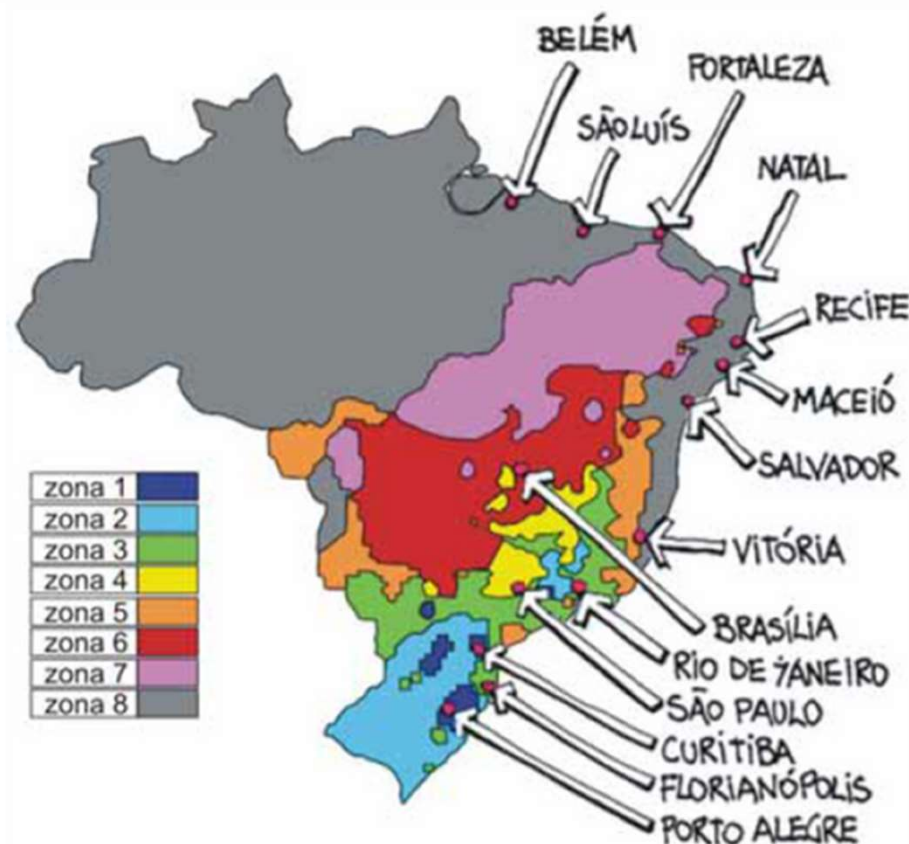 BELÉM
FORTALEZA
SÃO LUÍS
NATAL
RECIFE
MACEIÓ
SALVADOR
VITÓRIA
BRASÍLIA
RIO DE JANEIRO
SÃO PAULO
CURITIBA
FLORIANÓPOLIS
PORTO ALEGRE
zona 1
zona 2
zona 3
zona 4
zona 5
zona 6
zona 7
zona 8